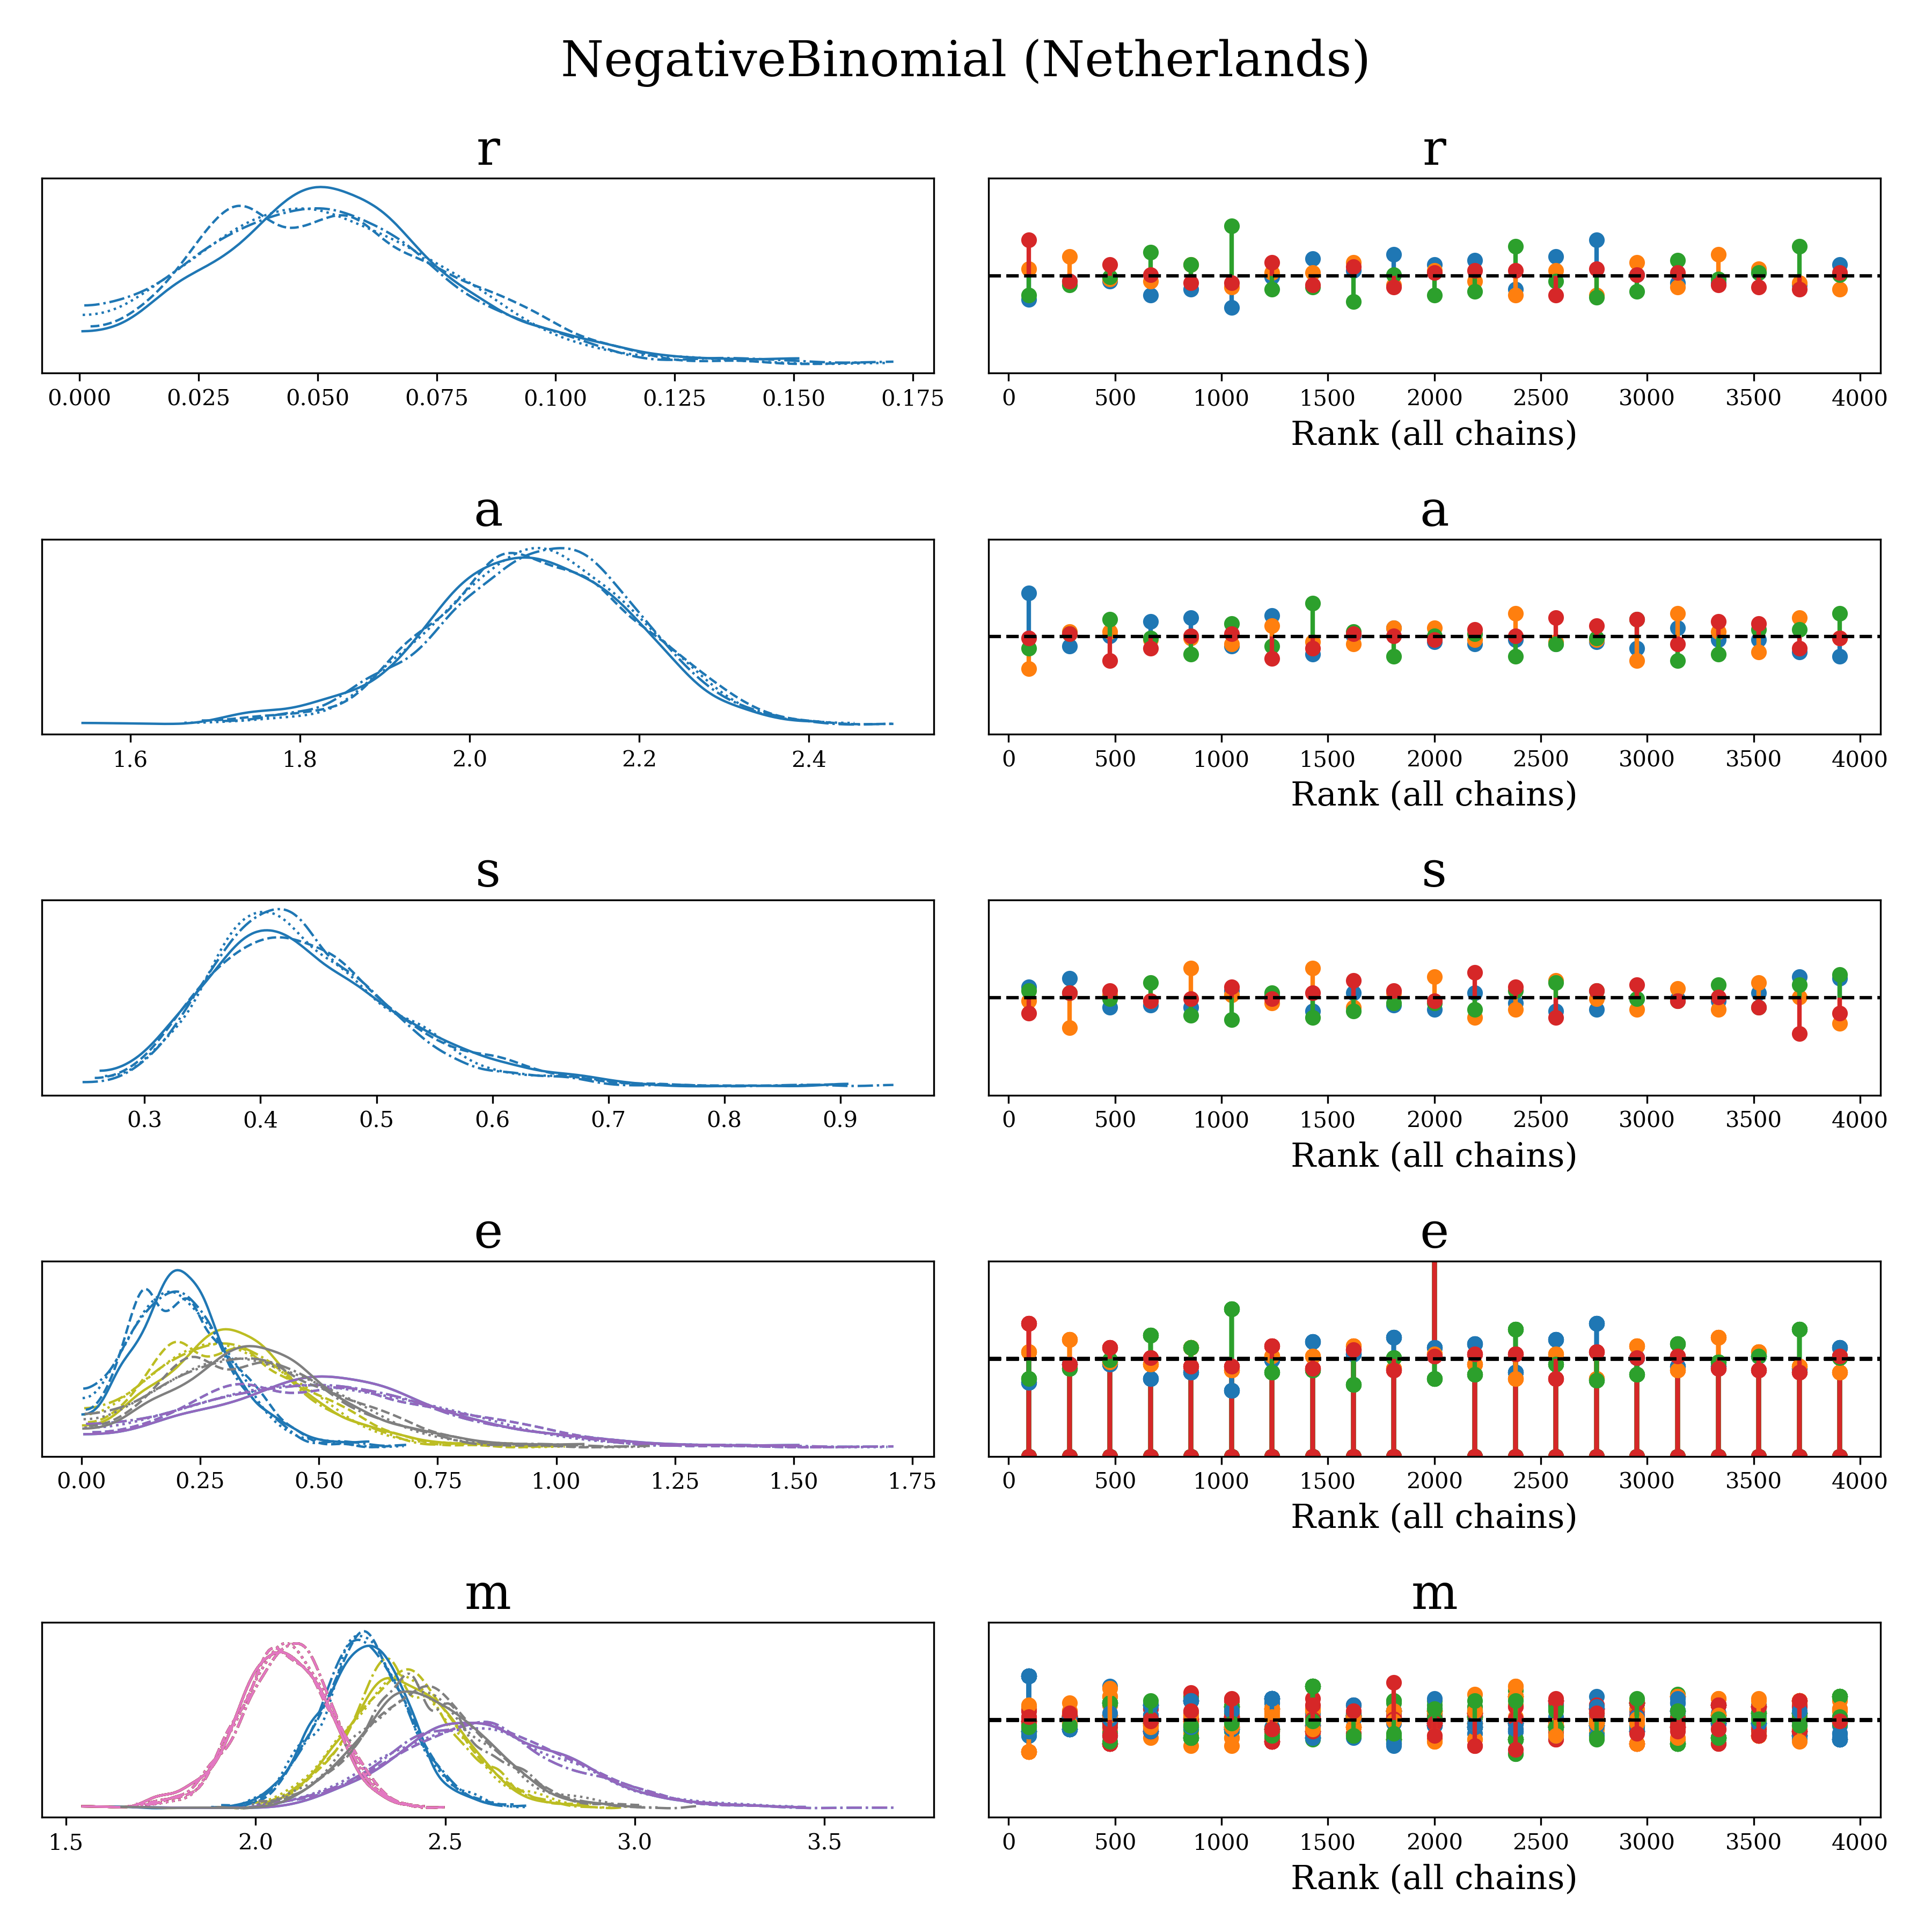 NegativeBinomial (Netherlands)
r
r
0.000 0.025 0.050 0.075 0.100 0.125 0.150 0.175
0 500 1000 1500 2000 2500 3000 3500 4000
Rank (all chains)
a
a
1.6 1.8 2.0 2.2 2.4
0 500 1000 1500 2000 2500 3000 3500 4000
Rank (all chains)
s
s
0.3 0.4 0.5 0.6 0.7 0.8 0.9
0 500 1000 1500 2000 2500 3000 3500 4000
Rank (all chains)
e
e
0.00 0.25 0.50 0.75 1.00 1.25 1.50 1.75
0 500 1000 1500 2000 2500 3000 3500 4000
Rank (all chains)
m
m
1.5 2.0 2.5 3.0 3.5
0 500 1000 1500 2000 2500 3000 3500 4000
Rank (all chains)